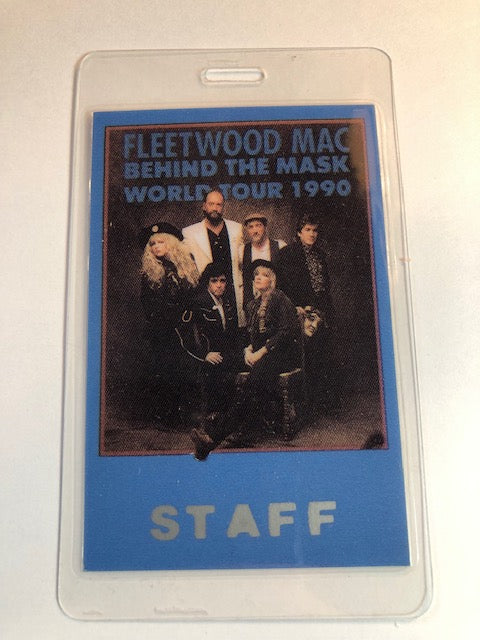 FLEETWOOD MAC
BEHIND THE MASK
WORLD TOUR 1990
STAFF